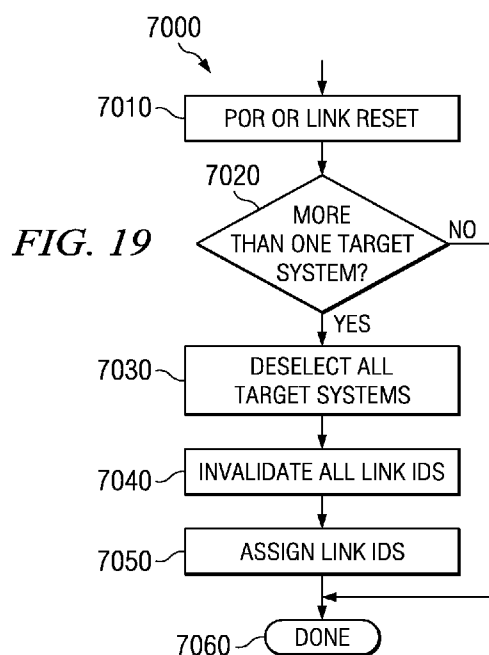 7000
7010
POR OR LINK RESET
7020
MORE
THAN ONE TARGET
SYSTEM?
NO
FIG. 19
YES
7030
DESELECT ALL
TARGET SYSTEMS
7040
INVALIDATE ALL LINK IDS
7050
ASSIGN LINK IDS
7060
DONE